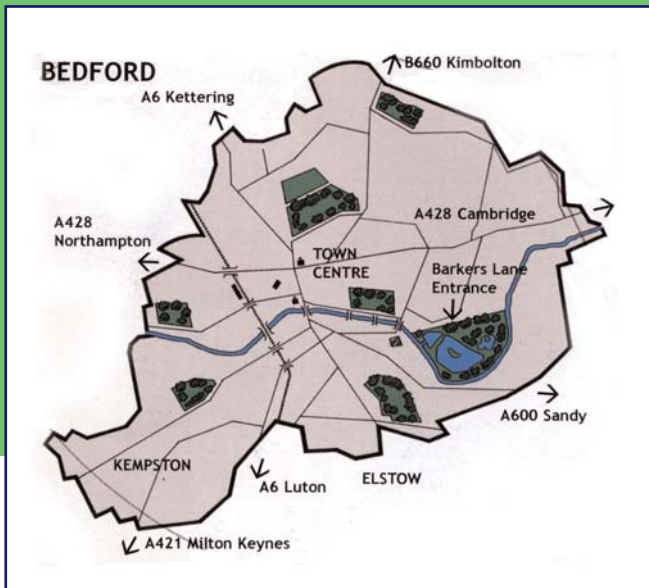 BEDFORD
B660 Kimbolton
A6 Kettering
A428 Cambridge
A428
Northampton
TOWN
CENTRE
Barkers Lane
Entrance
A600 Sandy
KEMPSTON
ELSTOW
A6 Luton
A421 Milton Keynes